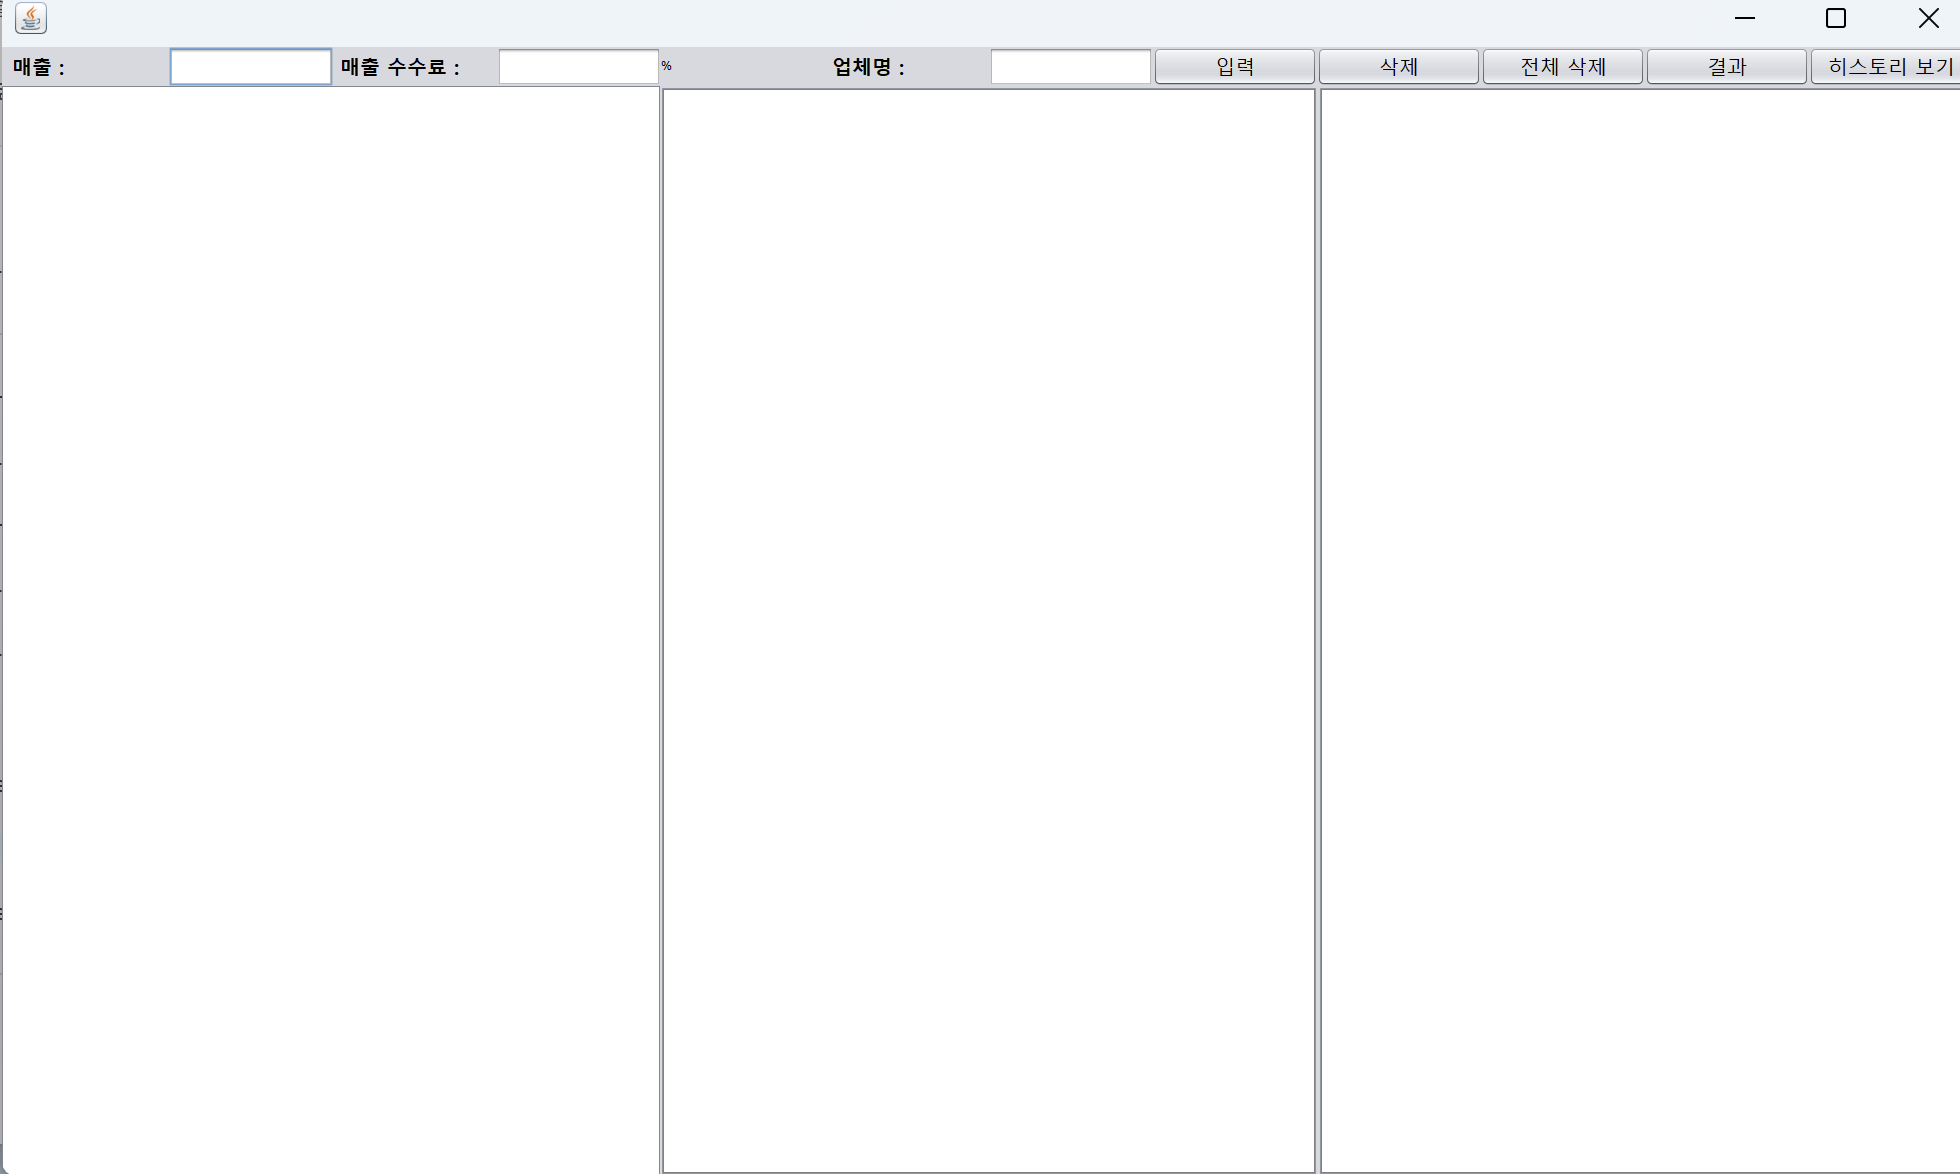 매출 : 매출 수수료 : % 업체명 : 입력 삭제 전체 삭제 결과 히스토리 보기